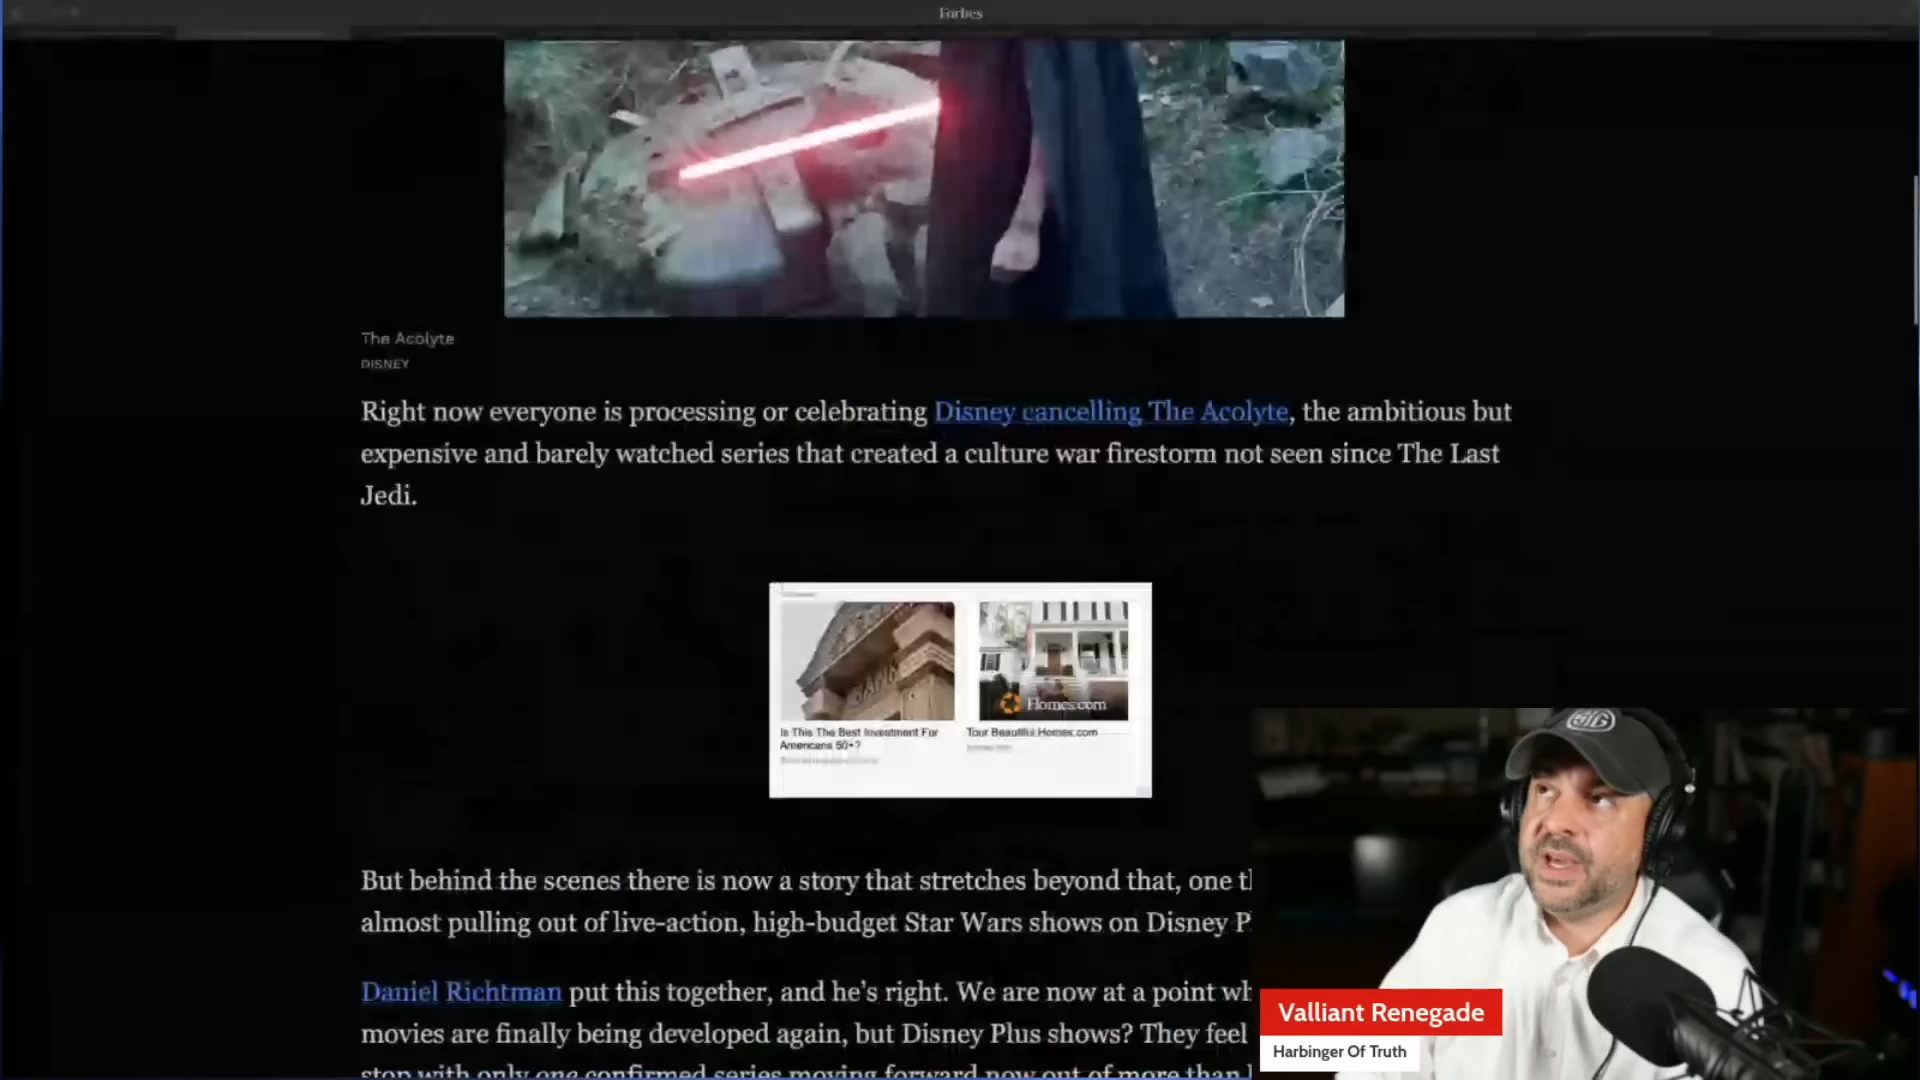 Forbes
The Acolyte
DISNEY
Right now everyone is processing or celebrating Disney cancelling The Acolyte, the ambitious but
expensive and barely watched series that created a culture war firestorm not seen since The Last
Jedi.
BANK
Homes.com
Is This The Best Investment For
Americans 50+?
Tour Beautiful Homes.com
But behind the scenes there is now a story that stretches beyond that, one
almost pulling out of live-action, high-budget Star Wars shows on Disney
Daniel Richtman put this together, and he's right. We are now at a point
movies are finally being developed again, but Disney Plus shows? They feel
stop with only one confirmed series moving forward now out of more than
Valliant Renegade
Harbinger Of Truth